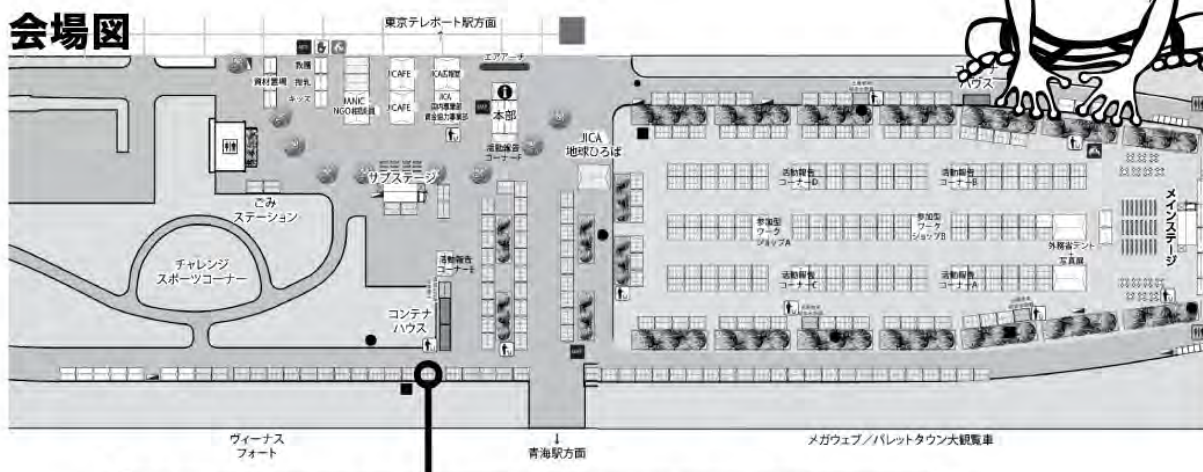 会場図
東京テレポート駅方面
エアアーチ
救護
授乳
キッズ
資材置場
JANIC
NGO相談員
JCAFE
JCAFE
JICA広報室
JICA
国内事業部
資金協力事業部
本部
活動報告
コーナーF
JICA
地球ひろば
ハウス
サブステージ
ごみ
ステーション
チャレンジ
スポーツコーナー
活動報告
コーナーE
コンテナ
ハウス
活動報告
コーナーD
活動報告
コーナーB
参加型
ワーク
ショップA
参加型
ワーク
ショップB
外務省テント
+
写真展
メインステージ
活動報告
コーナーC
活動報告
コーナーA
ヴィーナス
フォート
↓
青海駅方面
メガウェブ/パレットタウン大観覧車